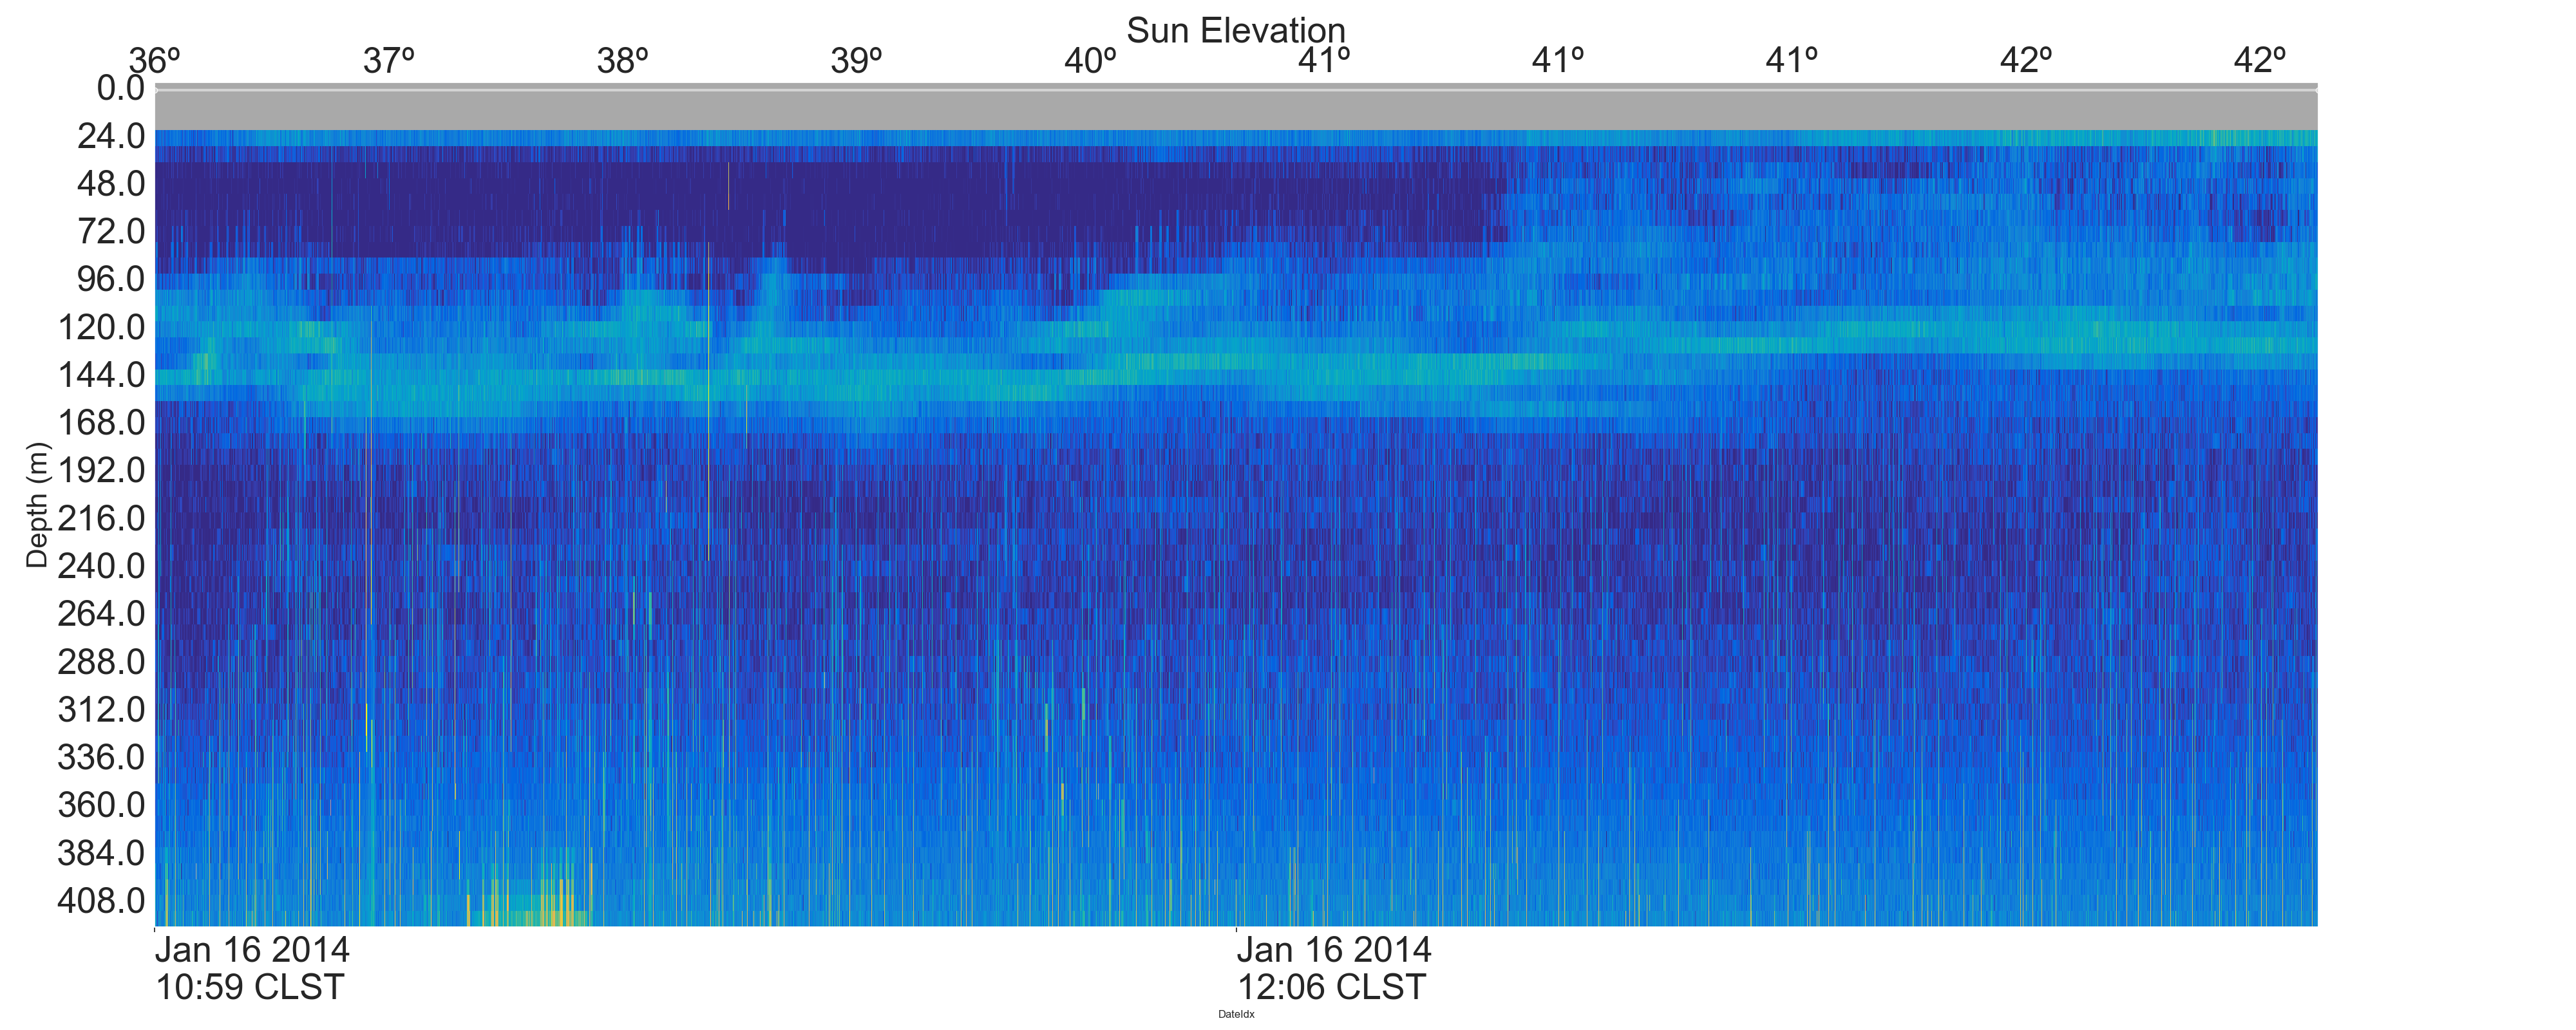 Sun Elevation
36º 37º 38º 39º 40º 41º 41º 41º 42º 42º
0.0
24.0
48.0
72.0
96.0
120.0
144.0
168.0
192.0
216.0
240.0
264.0
288.0
312.0
336.0
360.0
384.0
408.0
Depth (m)
Jan 16 2014
10:59 CLST
Jan 16 2014
12:06 CLST
DateIdx